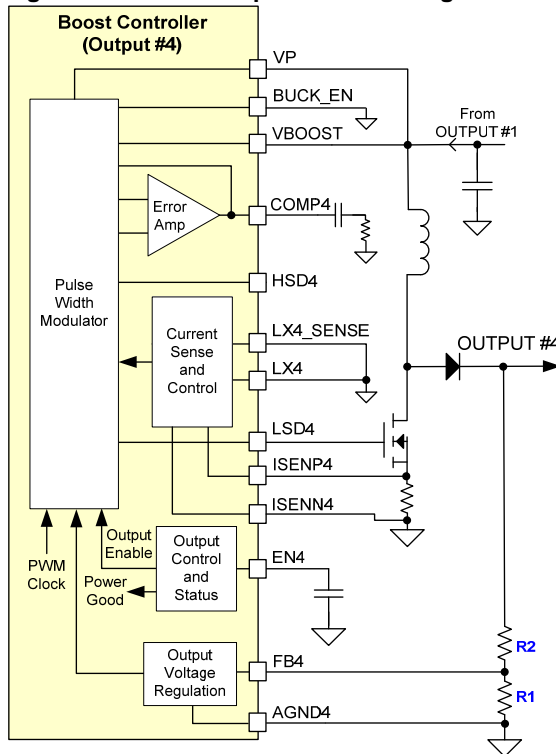 Boost Controller
(Output #4)
VP
BUCK_EN
VBOOST
From
OUTPUT #1
Error
Amp
COMP4
Pulse
Width
Modulator
HSD4
Current
Sense
and
Control
LX4_SENSE
LX4
OUTPUT #4
LSD4
ISENP4
ISENN4
Output
Enable
Output
Control
and
Status
EN4
PWM
Clock
Power
Good
Output
Voltage
Regulation
FB4
R2
R1
AGND4